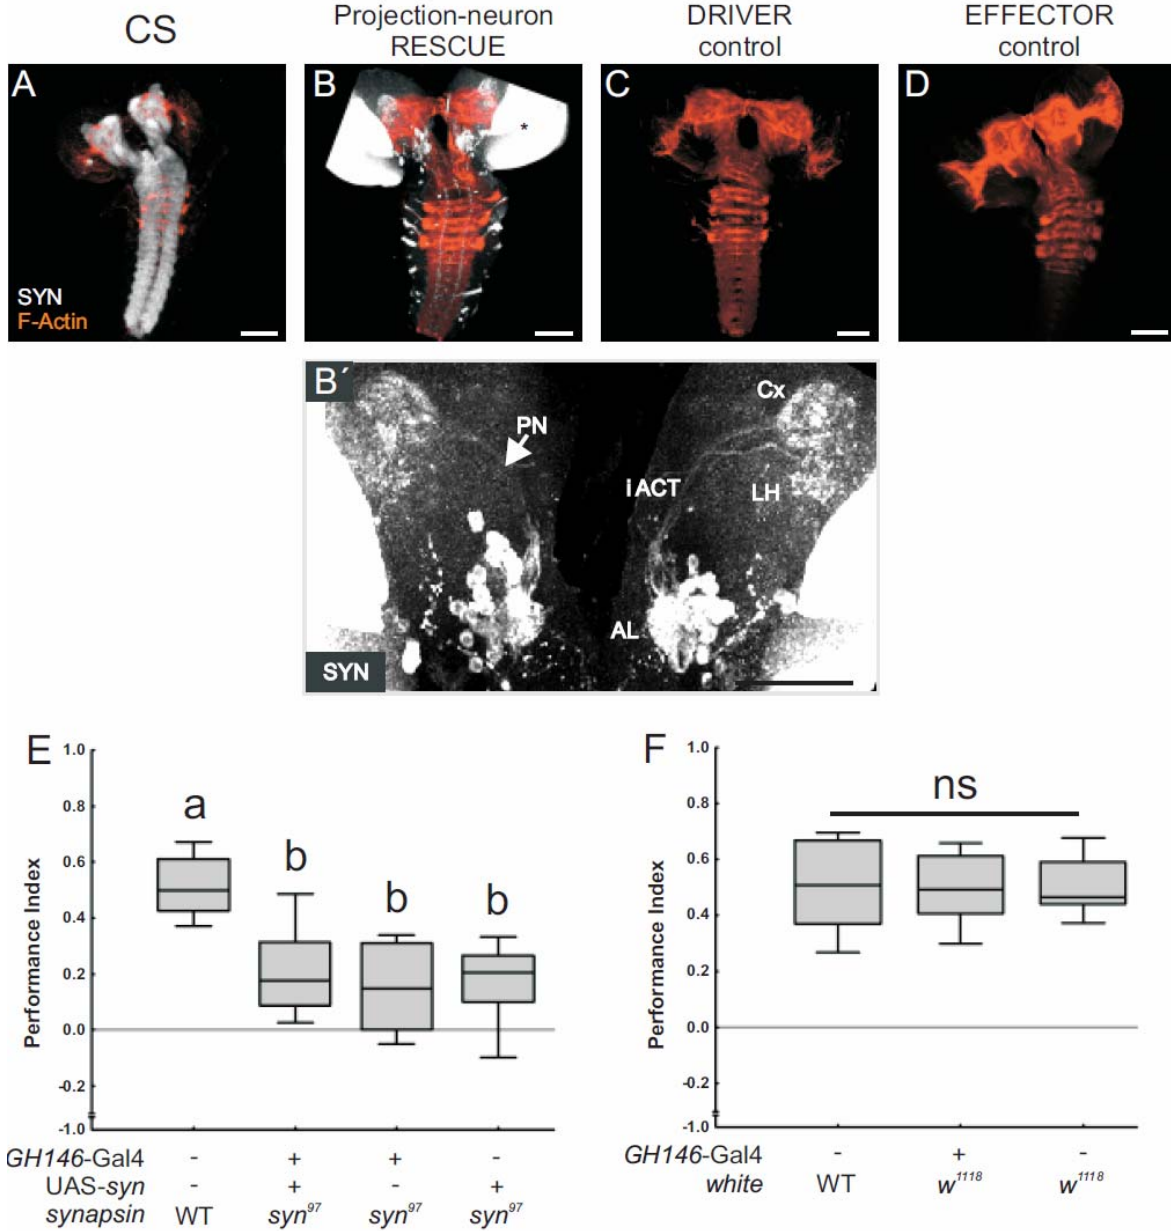 CS
Projection-neuron
RESCUE
DRIVER
control
EFFECTOR
control
A
B
C
D
*
SYN
F-Actin
B´
Cx
PN
iACT
LH
AL
SYN
E
F
Performance Index
1.0
0.8
0.6
0.4
0.2
0.0
-0.2
-1.0
a
b
b
b
GH146-Gal4 - + + -
UAS-syn - + - +
synapsin WT syn⁹⁷ syn⁹⁷ syn⁹⁷
Performance Index
1.0
0.8
0.6
0.4
0.2
0.0
-0.2
-1.0
ns
GH146-Gal4 - + -
white WT w¹¹¹⁸ w¹¹¹⁸